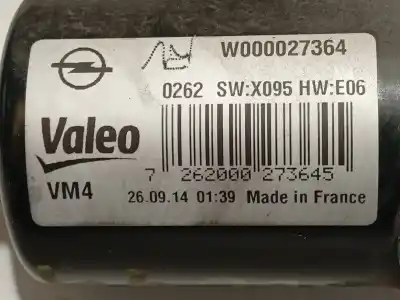 W000027364
0262 SW:X095 HW:E06
Valeo
7 262000 273645
VM4 26.09.14 01:39 Made in France